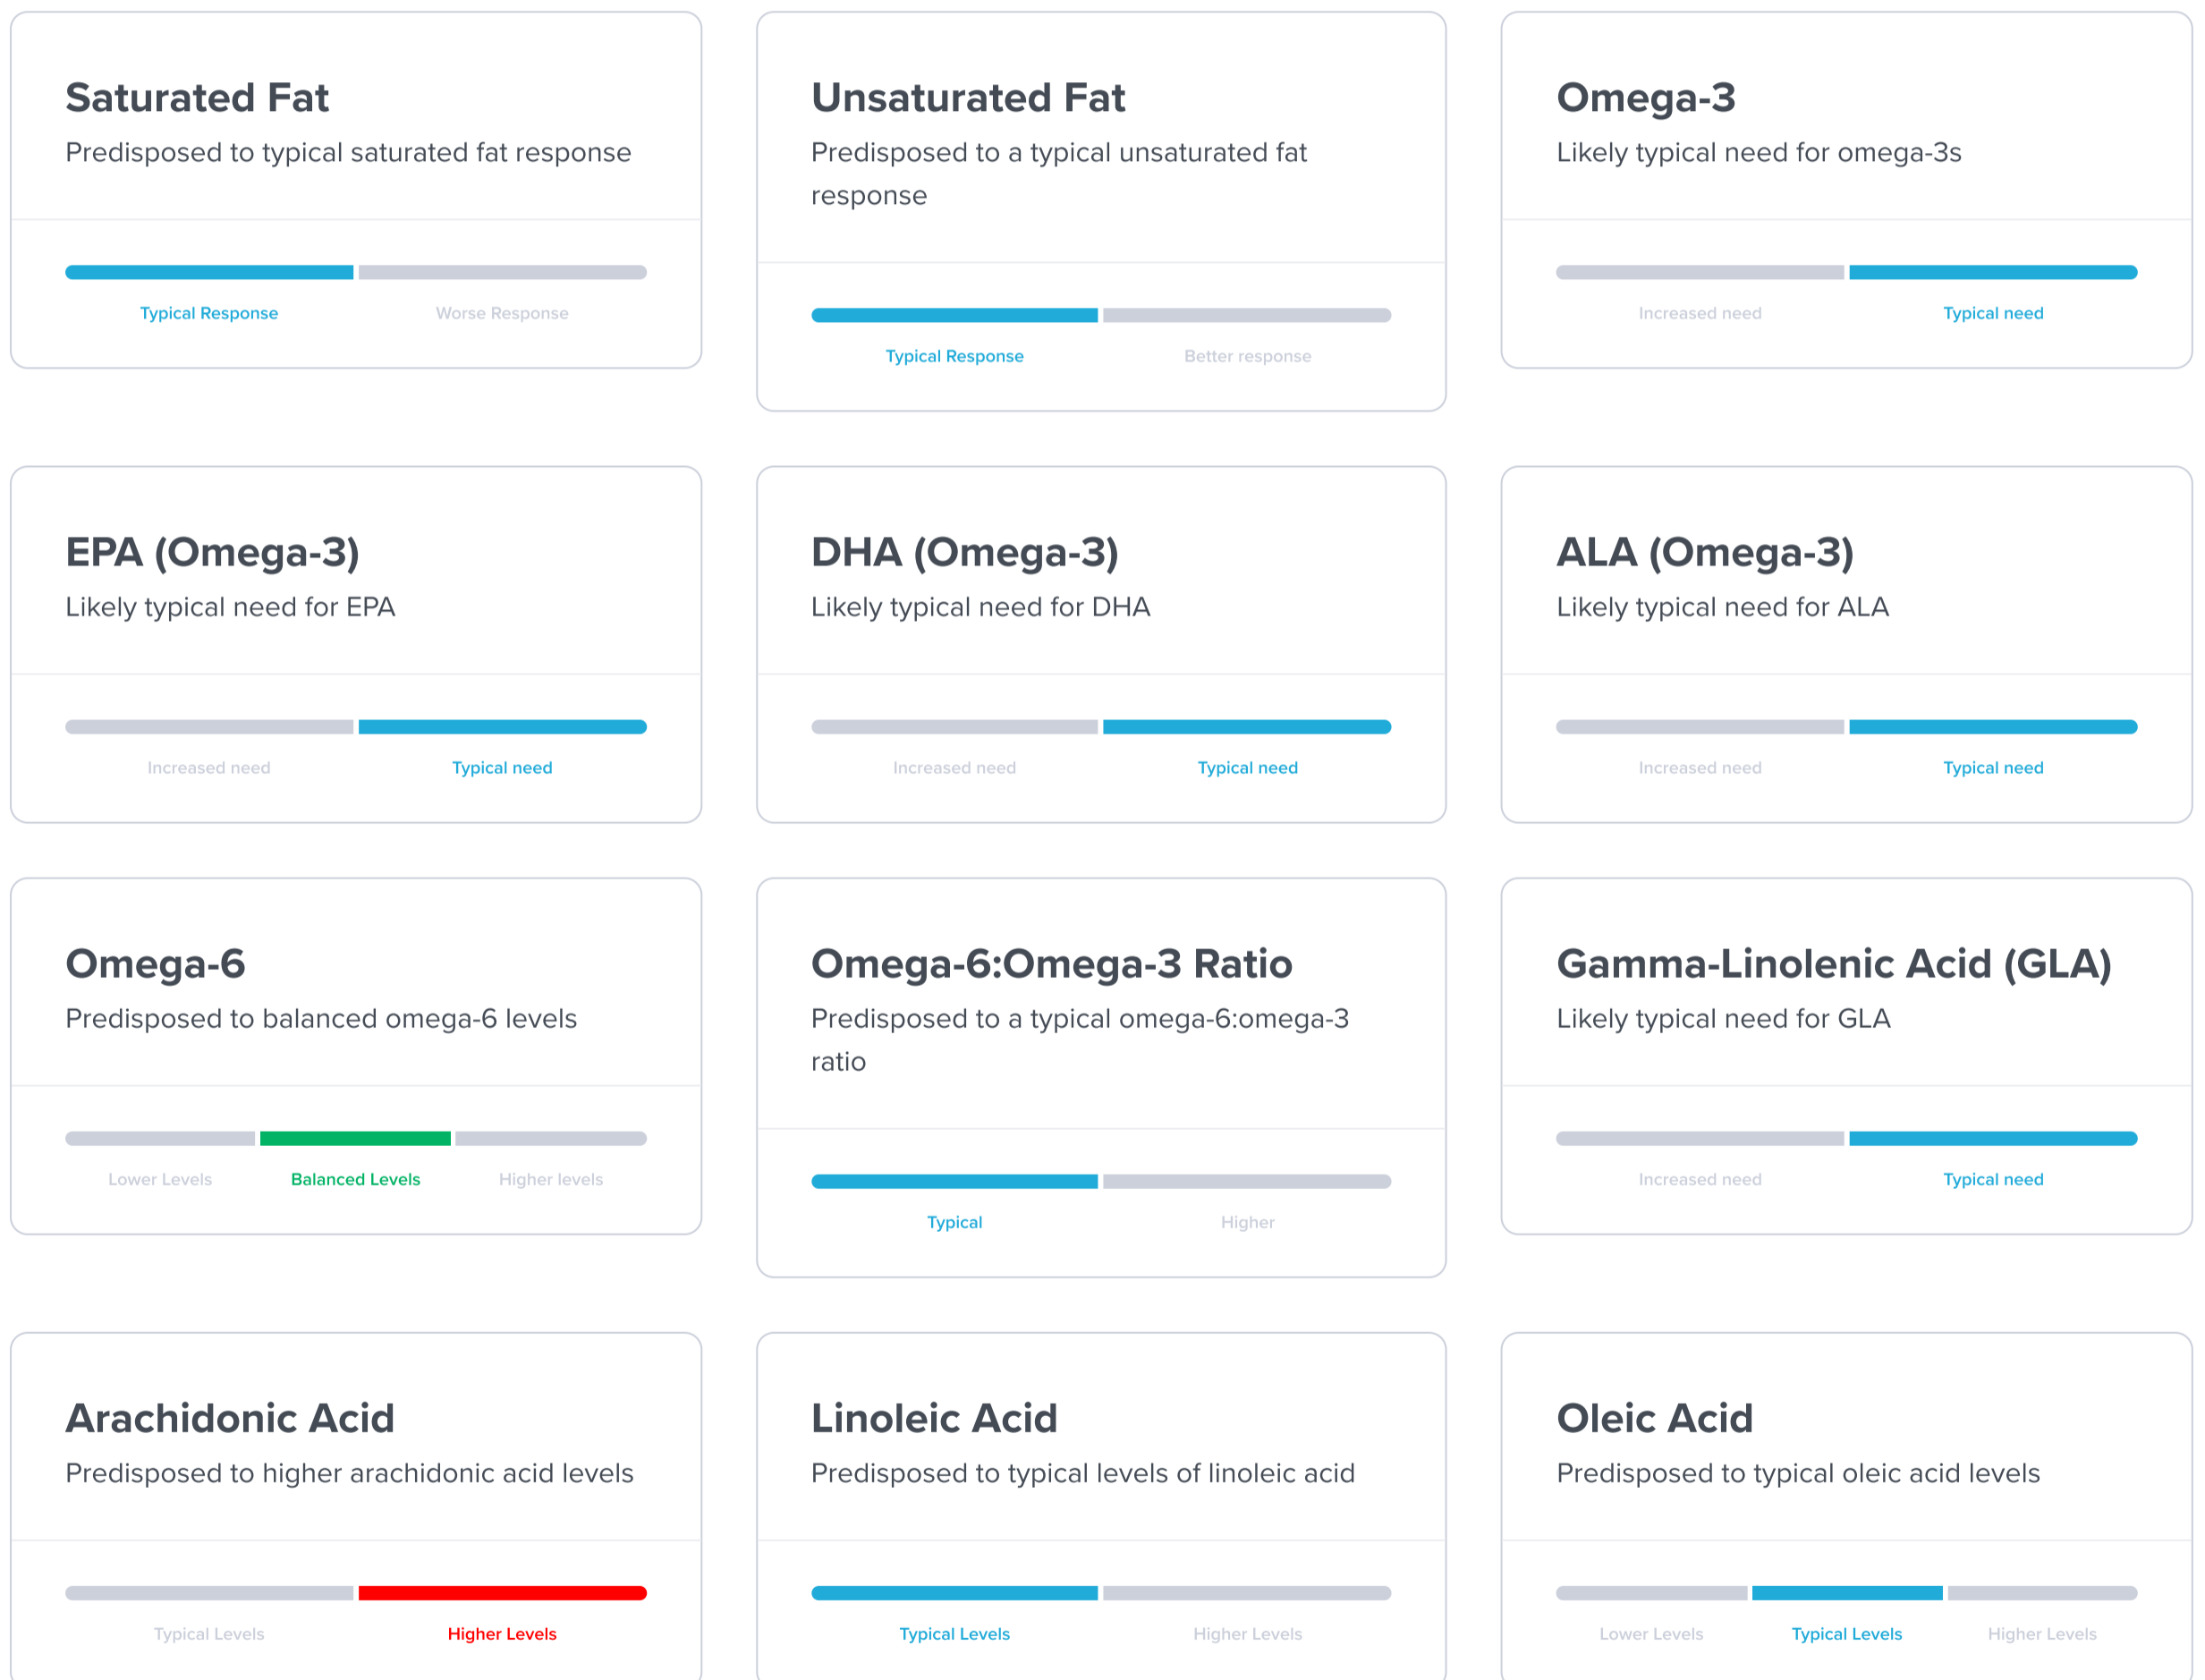 Saturated Fat
Predisposed to typical saturated fat response
Typical Response
Worse Response
Unsaturated Fat
Predisposed to a typical unsaturated fat
response
Typical Response
Better response
Omega-3
Likely typical need for omega-3s
Increased need
Typical need
EPA (Omega-3)
Likely typical need for EPA
Increased need
Typical need
DHA (Omega-3)
Likely typical need for DHA
Increased need
Typical need
ALA (Omega-3)
Likely typical need for ALA
Increased need
Typical need
Omega-6
Predisposed to balanced omega-6 levels
Lower Levels
Balanced Levels
Higher levels
Omega-6:Omega-3 Ratio
Predisposed to a typical omega-6:omega-3
ratio
Typical
Higher
Gamma-Linolenic Acid (GLA)
Likely typical need for GLA
Increased need
Typical need
Arachidonic Acid
Predisposed to higher arachidonic acid levels
Typical Levels
Higher Levels
Linoleic Acid
Predisposed to typical levels of linoleic acid
Typical Levels
Higher Levels
Oleic Acid
Predisposed to typical oleic acid levels
Lower Levels
Typical Levels
Higher Levels